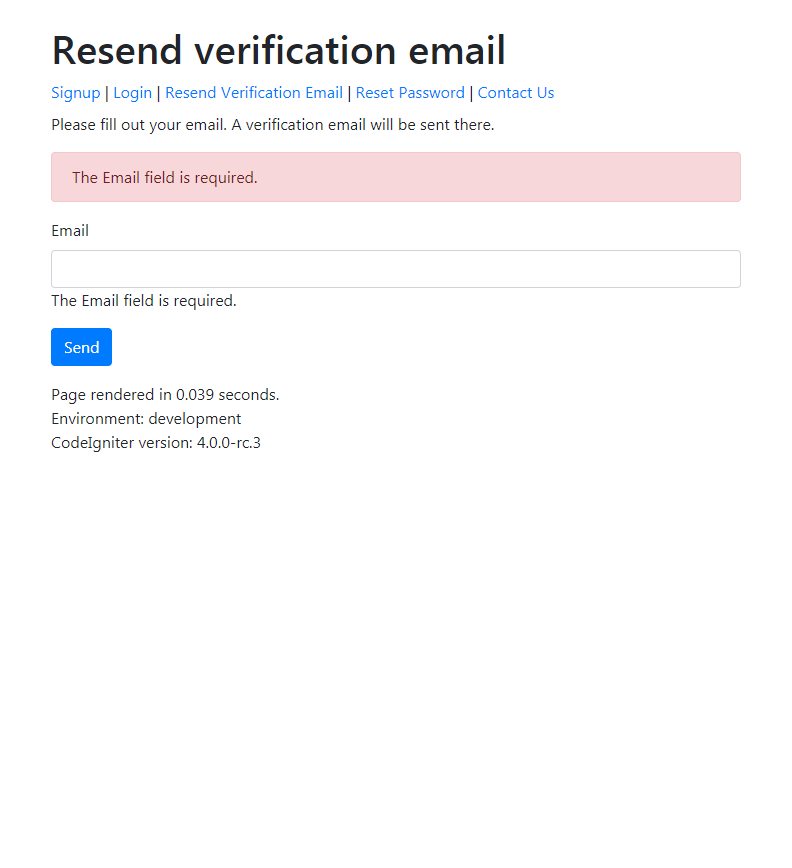 Resend verification email
Signup | Login | Resend Verification Email | Reset Password | Contact Us
Please fill out your email. A verification email will be sent there.
The Email field is required.
Email
The Email field is required.
Send
Page rendered in 0.039 seconds.
Environment: development
CodeIgniter version: 4.0.0-rc.3